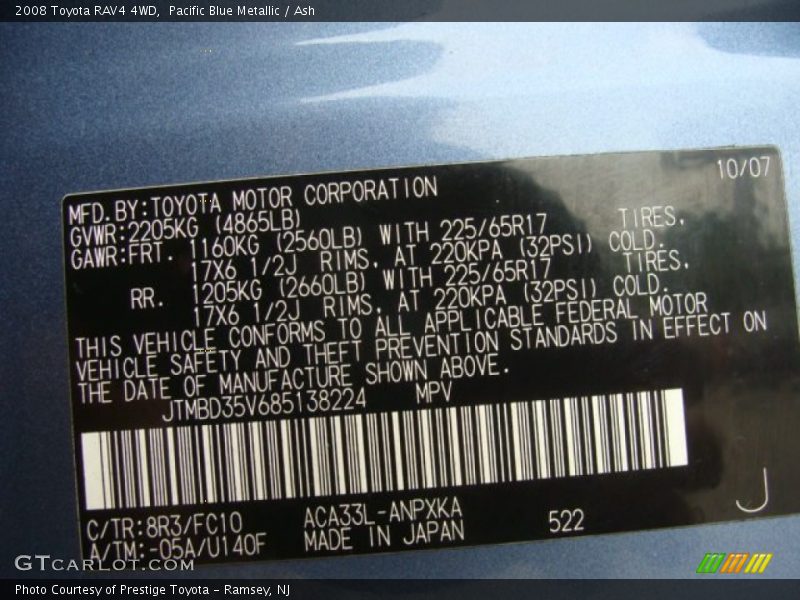 2008 Toyota RAV4 4WD, Pacific Blue Metallic / Ash
10/07
MFD.BY:TOYOTA MOTOR CORPORATION
GVWR:2205KG (4865LB)
GAWR:FRT. 1160KG (2560LB) WITH 225/65R17 TIRES.
17X6 1/2J RIMS. AT 220KPA (32PSI) COLD.
RR. 1205KG (2660LB) WITH 225/65R17 TIRES.
17X6 1/2J RIMS. AT 220KPA (32PSI) COLD.
THIS VEHICLE CONFORMS TO ALL APPLICABLE FEDERAL MOTOR
VEHICLE SAFETY AND THEFT PREVENTION STANDARDS IN EFFECT ON
THE DATE OF MANUFACTURE SHOWN ABOVE.
JTMBD35V685138224 MPV
C/TR:8R3/FC10 ACA33L-ANPXKA
A/TM:-05A/U140F MADE IN JAPAN 522
J
GTCARLOT.COM
Photo Courtesy of Prestige Toyota - Ramsey, NJ